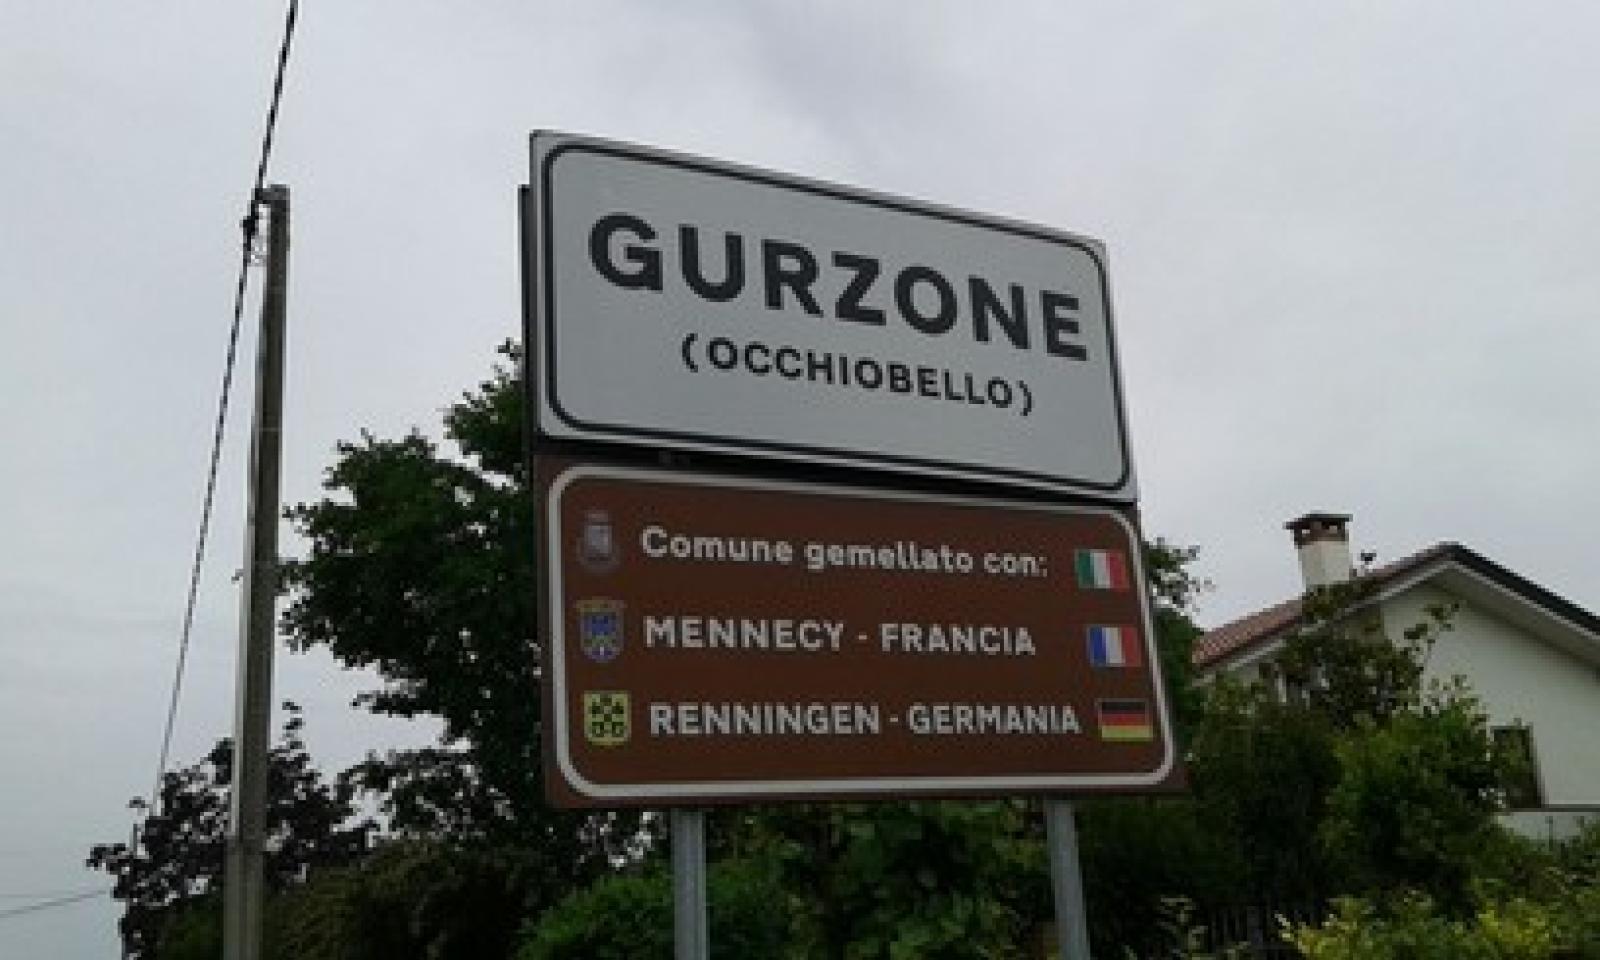 GURZONE
(OCCHIOBELLO)
Comune gemellato con:
MENNECY - FRANCIA
RENNINGEN - GERMANIA